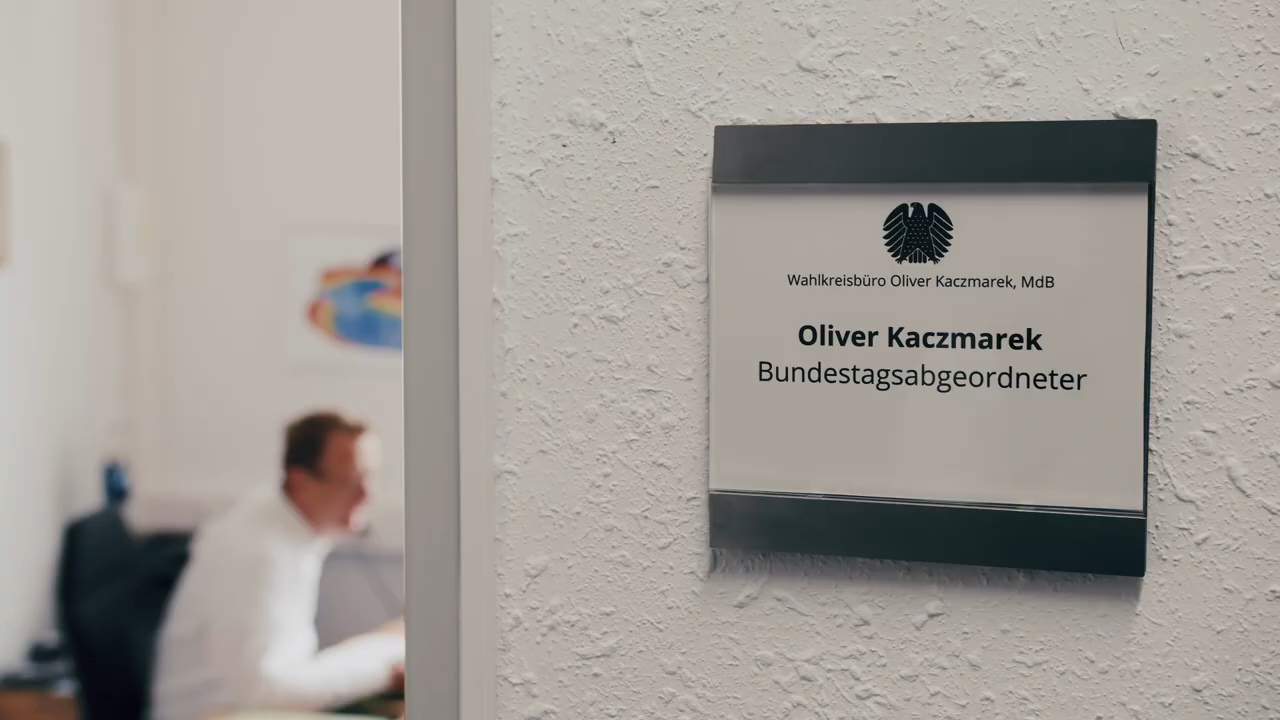 Wahlkreisbüro Oliver Kaczmarek, MdB
Oliver Kaczmarek
Bundestagsabgeordneter